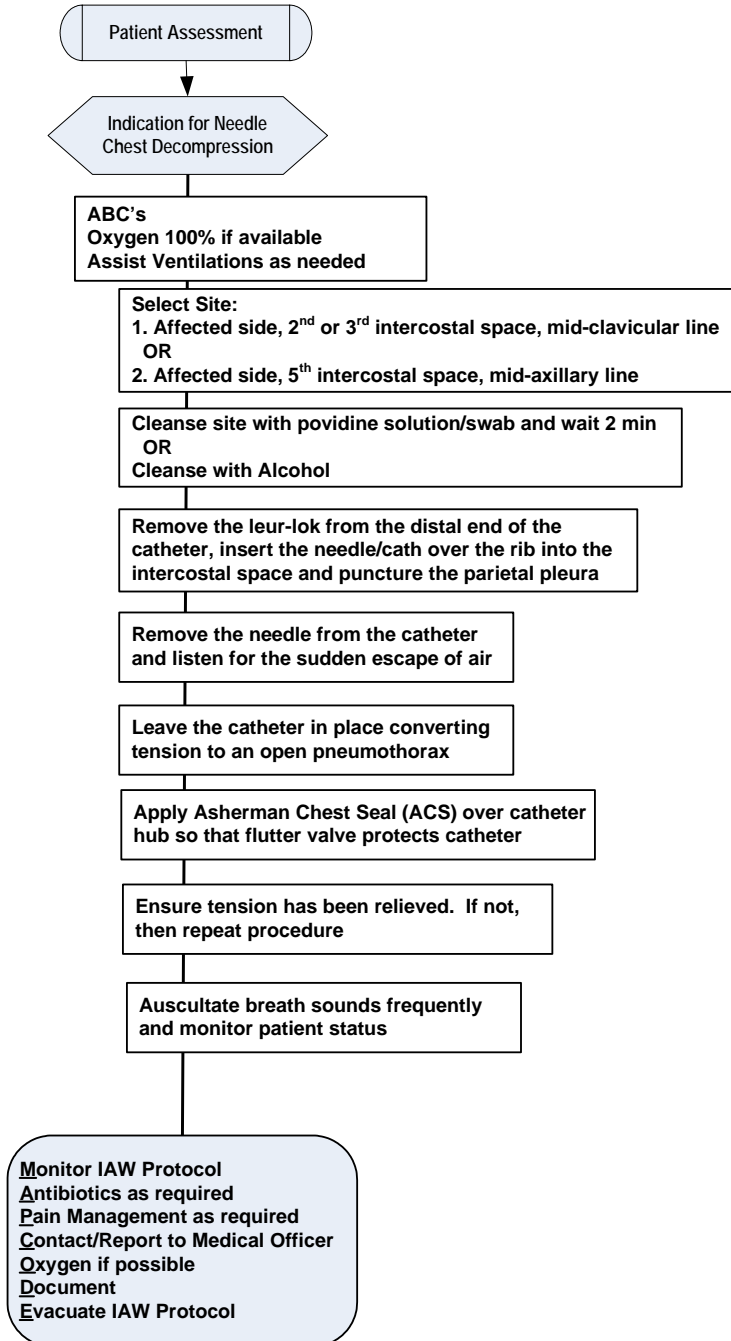 Patient Assessment
Indication for Needle
Chest Decompression
ABC’s
Oxygen 100% if available
Assist Ventilations as needed
Select Site:
1. Affected side, 2nd or 3rd intercostal space, mid-clavicular line
OR
2. Affected side, 5th intercostal space, mid-axillary line
Cleanse site with povidine solution/swab and wait 2 min
OR
Cleanse with Alcohol
Remove the leur-lok from the distal end of the
catheter, insert the needle/cath over the rib into the
intercostal space and puncture the parietal pleura
Remove the needle from the catheter
and listen for the sudden escape of air
Leave the catheter in place converting
tension to an open pneumothorax
Apply Asherman Chest Seal (ACS) over catheter
hub so that flutter valve protects catheter
Ensure tension has been relieved. If not,
then repeat procedure
Auscultate breath sounds frequently
and monitor patient status
Monitor IAW Protocol
Antibiotics as required
Pain Management as required
Contact/Report to Medical Officer
Oxygen if possible
Document
Evacuate IAW Protocol